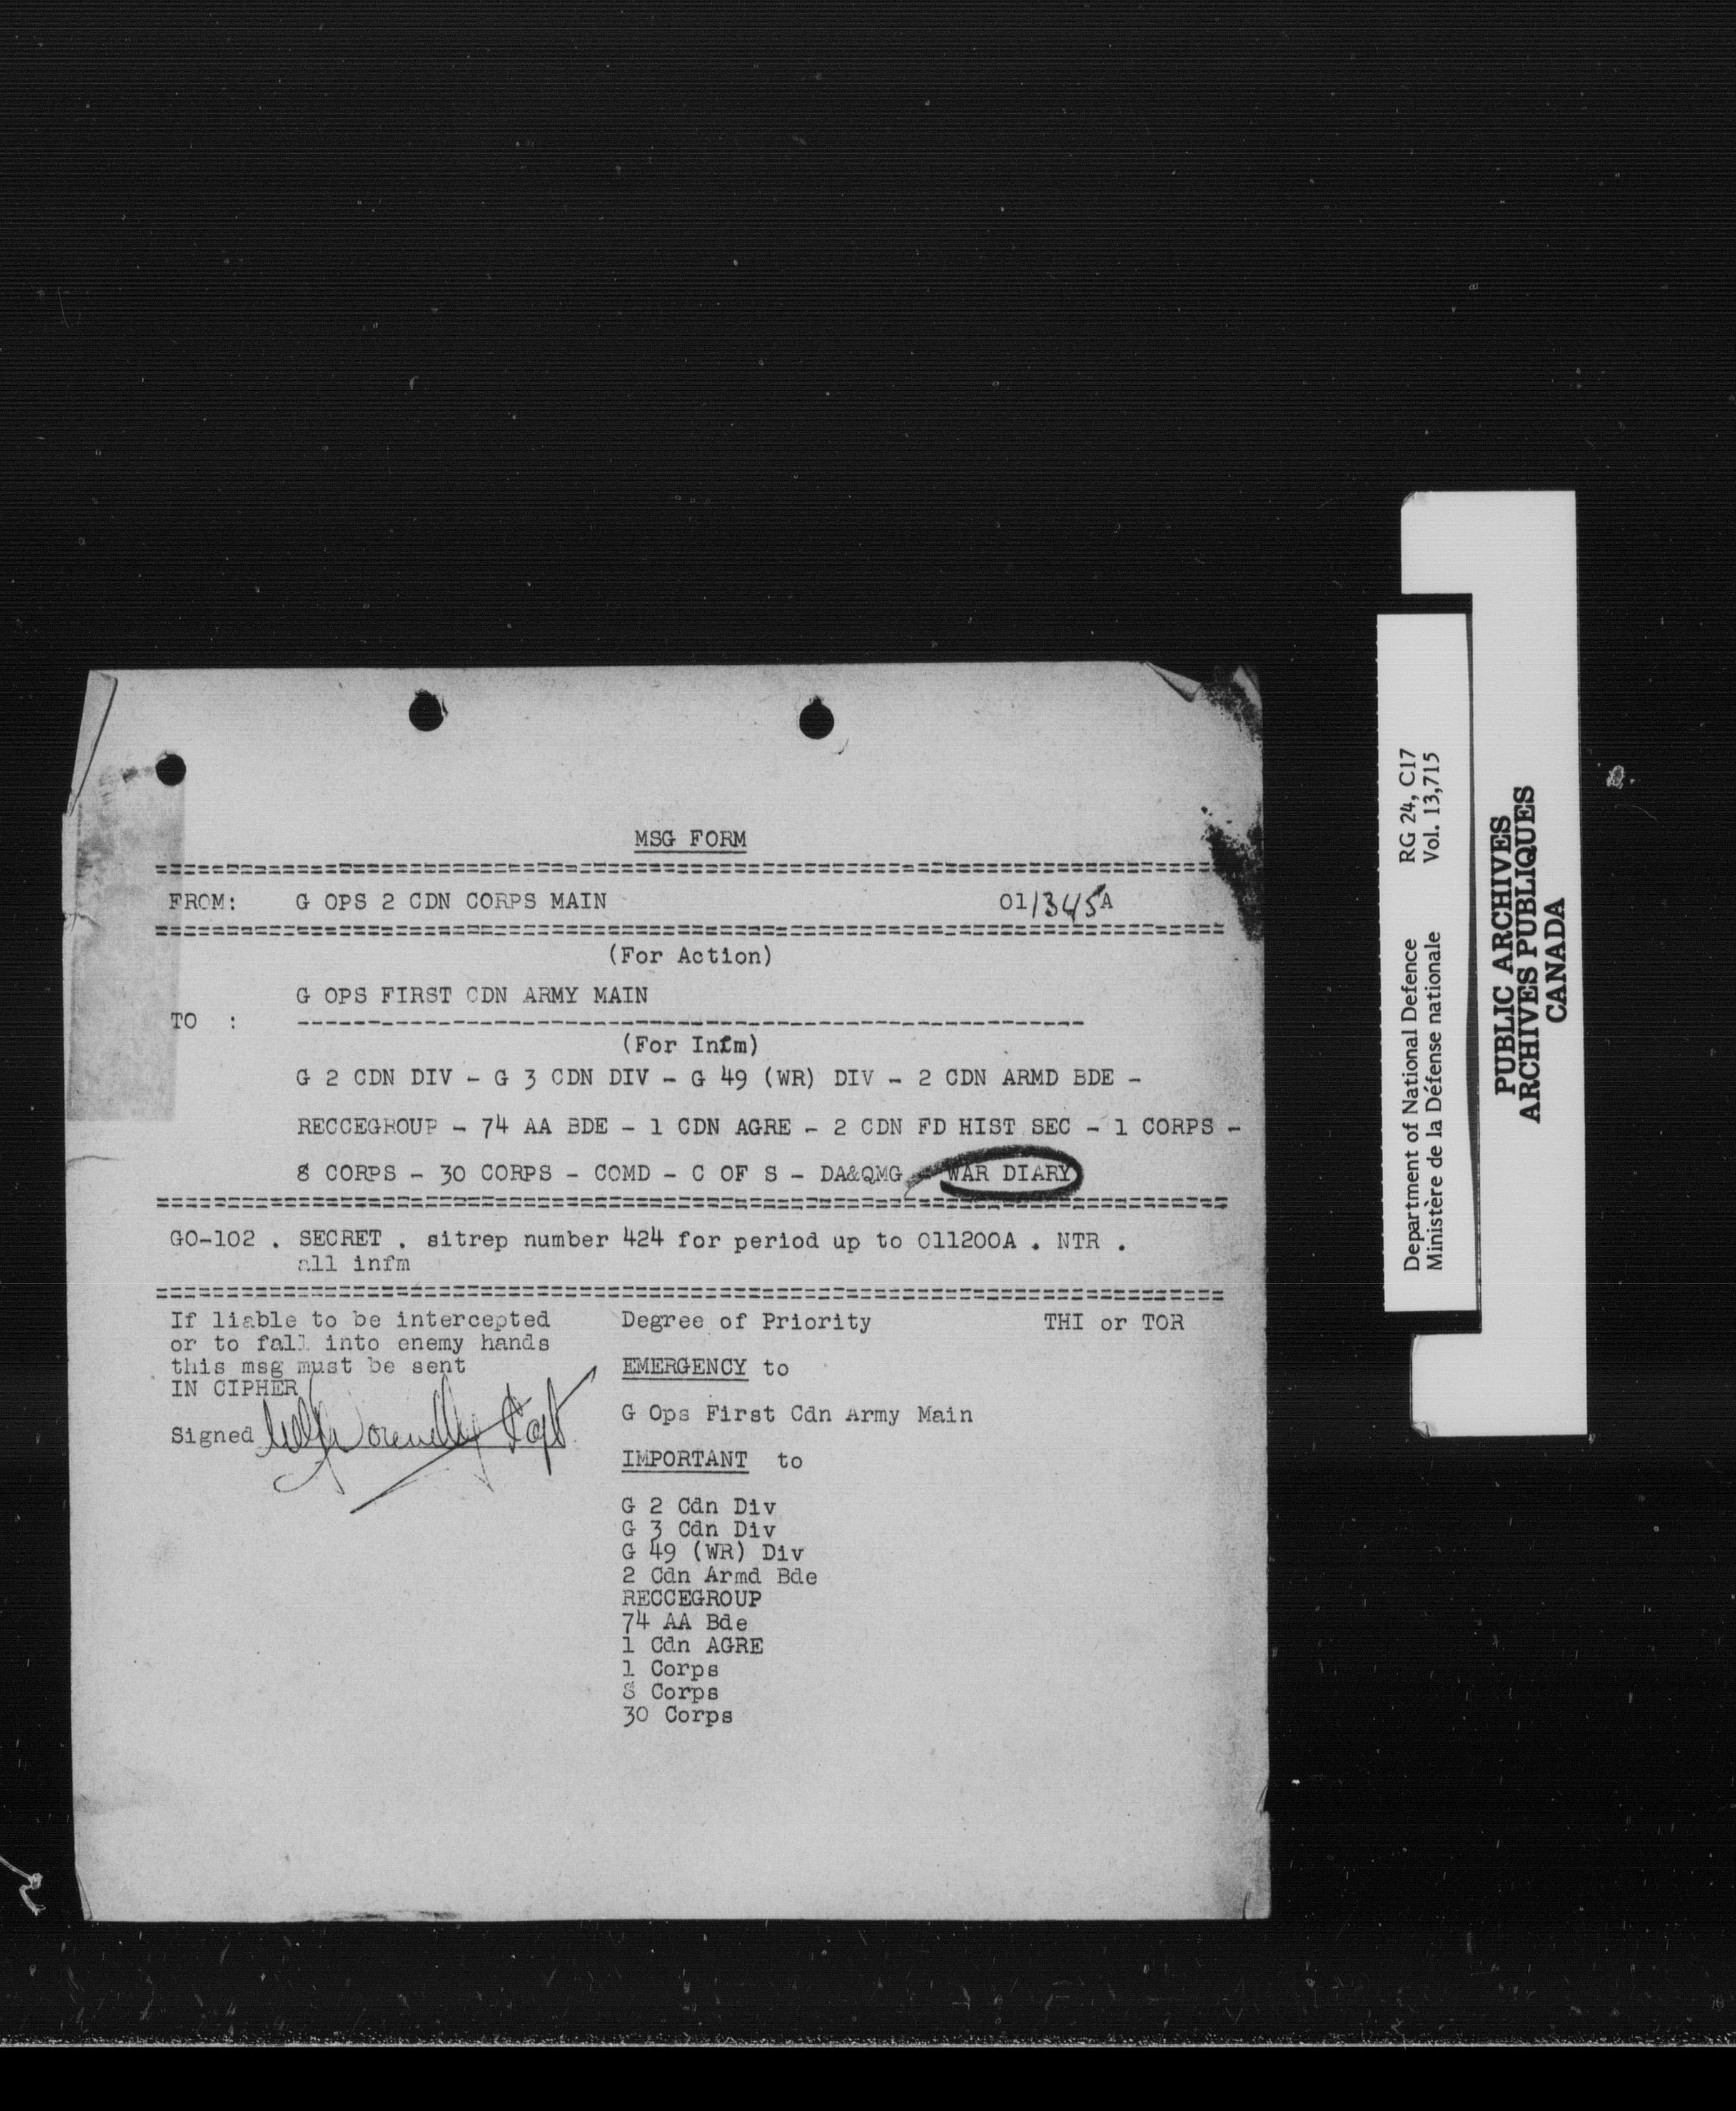 MSG FORM
FROM: G OPS 2 CDN CORPS MAIN 011345A
(For Action)
G OPS FIRST CDN ARMY MAIN
TO :
(For Infm)
G 2 CDN DIV - G 3 CDN DIV - G 49 (WR) DIV - 2 CDN ARMD BDE -
RECCEGROUP - 74 AA BDE - 1 CDN AGRE - 2 CDN FD HIST SEC - 1 CORPS -
8 CORPS - 30 CORPS - COMD - C OF S - DA&QMG - WAR DIARY
GO-102 . SECRET . sitrep number 424 for period up to 011200A . NTR .
all infm
If liable to be intercepted
or to fall into enemy hands
this msg must be sent
IN CIPHER
Signed Capt
Degree of Priority THI or TOR
EMERGENCY to
G Ops First Cdn Army Main
IMPORTANT to
G 2 Cdn Div
G 3 Cdn Div
G 49 (WR) Div
2 Cdn Armd Bde
RECCEGROUP
74 AA Bde
1 Cdn AGRE
1 Corps
8 Corps
30 Corps
Department of National Defence RG 24, C17
Ministère de la Défense nationale Vol. 13,715
PUBLIC ARCHIVES
ARCHIVES PUBLIQUES
CANADA